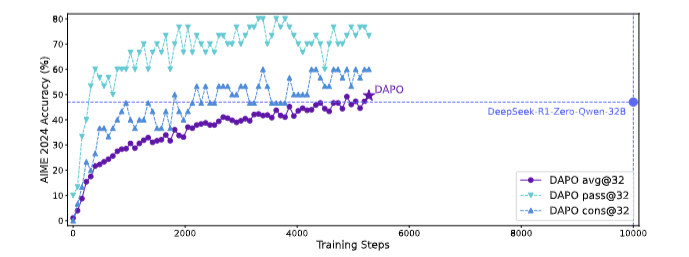 80
70
60
50
40
30
20
10
0
AIME 2024 Accuracy (%)
DAPO
DeepSeek-R1-Zero-Qwen-32B
DAPO avg@32
DAPO pass@32
DAPO cons@32
0
2000
4000
6000
8000
10000
Training Steps